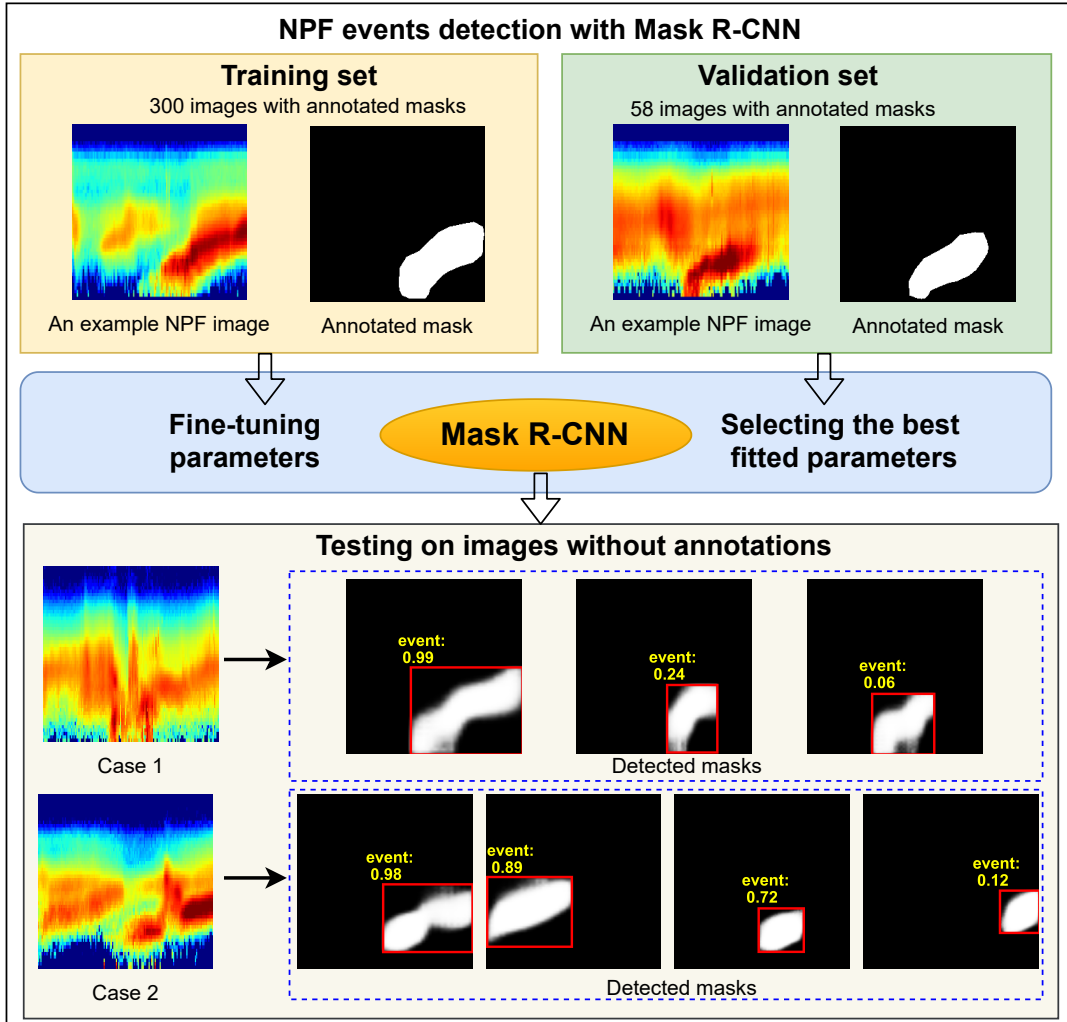 NPF events detection with Mask R-CNN
Training set
300 images with annotated masks
An example NPF image
Annotated mask
Validation set
58 images with annotated masks
An example NPF image
Annotated mask
Fine-tuning
parameters
Mask R-CNN
Selecting the best
fitted parameters
Testing on images without annotations
Case 1
event:
0.99
event:
0.24
event:
0.06
Detected masks
Case 2
event:
0.98
event:
0.89
event:
0.72
event:
0.12
Detected masks